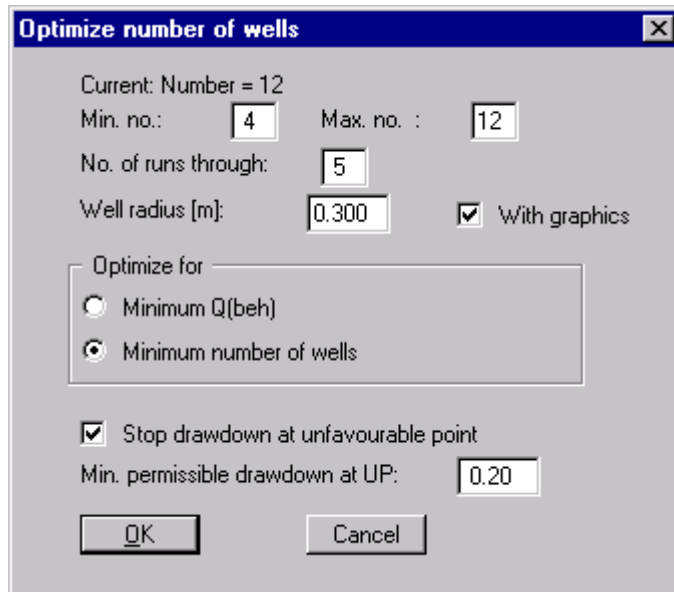 Optimize number of wells
Current: Number = 12
Min. no.: 4 Max. no. : 12
No. of runs through: 5
Well radius [m]: 0.300 With graphics
Optimize for
Minimum Q(beh)
Minimum number of wells
Stop drawdown at unfavourable point
Min. permissible drawdown at UP: 0.20
OK Cancel